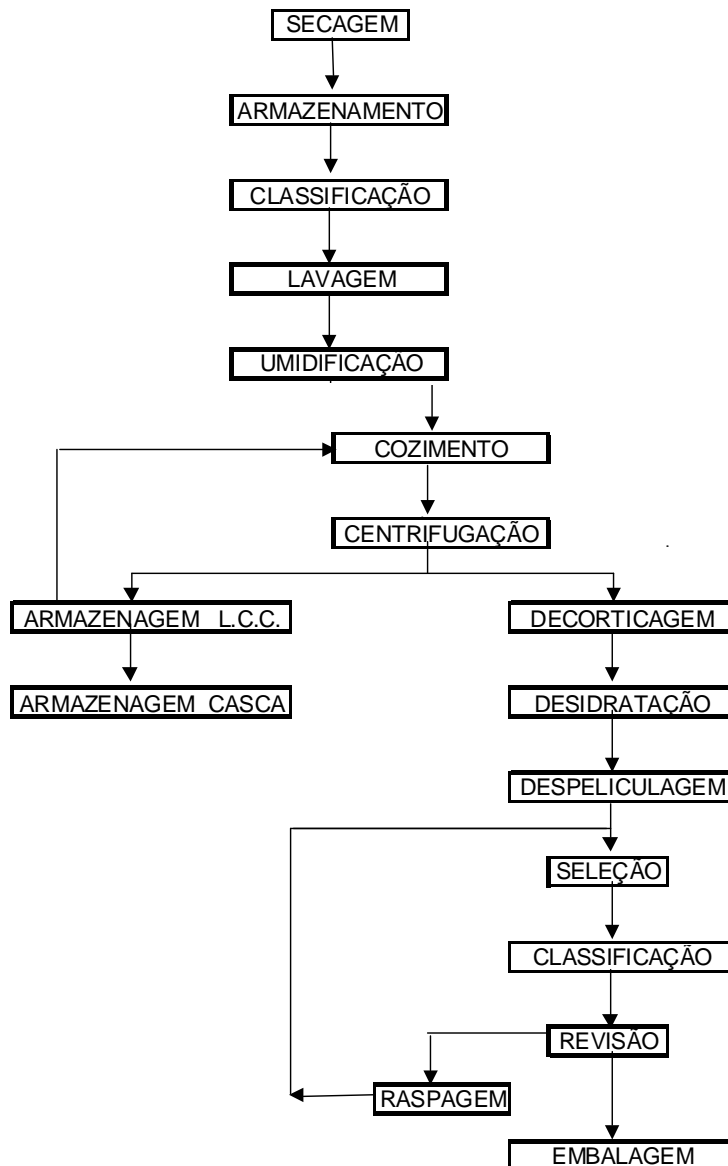 SECAGEM
ARMAZENAMENTO
CLASSIFICAÇÃO
LAVAGEM
UMIDIFICAÇÃO
COZIMENTO
CENTRIFUGAÇÃO
ARMAZENAGEM L.C.C.
DECORTICAGEM
ARMAZENAGEM CASCA
DESIDRATAÇÃO
DESPELICULAGEM
SELEÇÃO
CLASSIFICAÇÃO
REVISÃO
RASPAGEM
EMBALAGEM